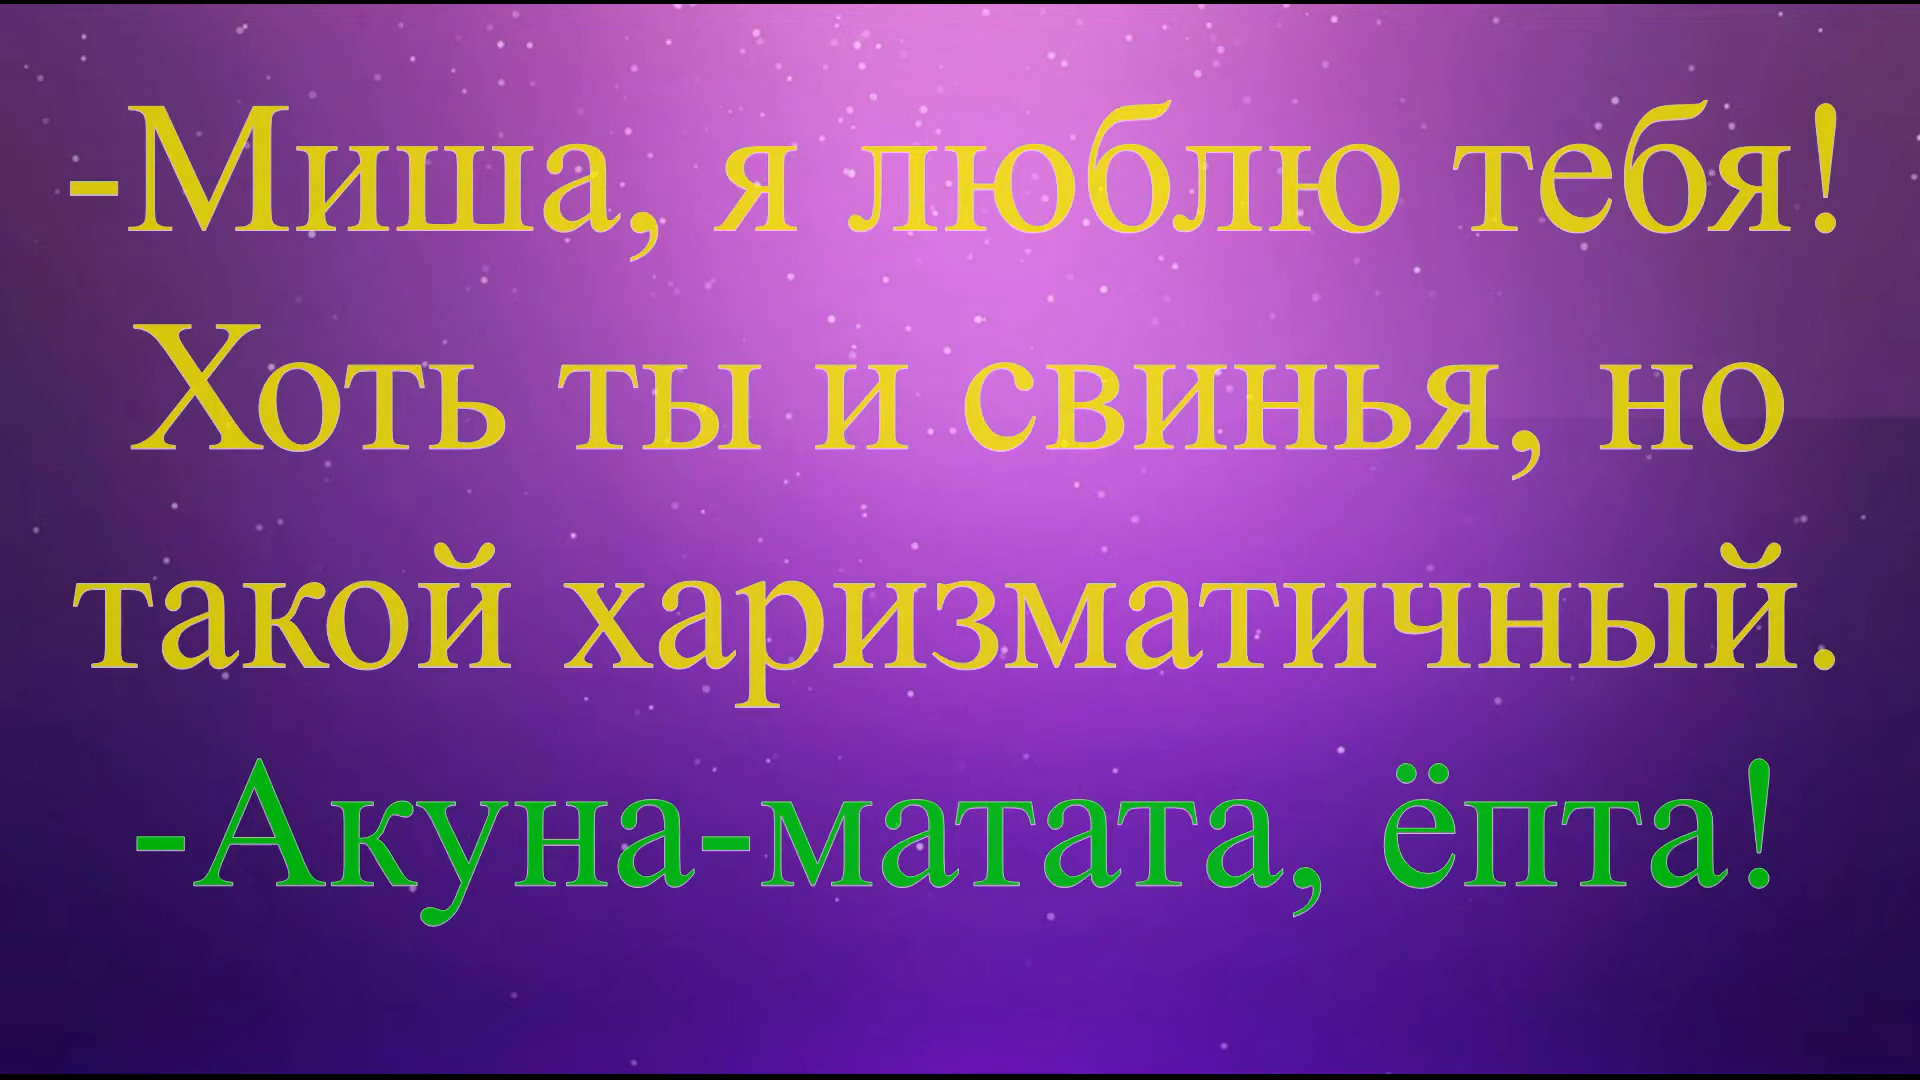 -Миша, я люблю тебя!
Хоть ты и свинья, но
такой харизматичный.
-Акуна-матата, ёпта!